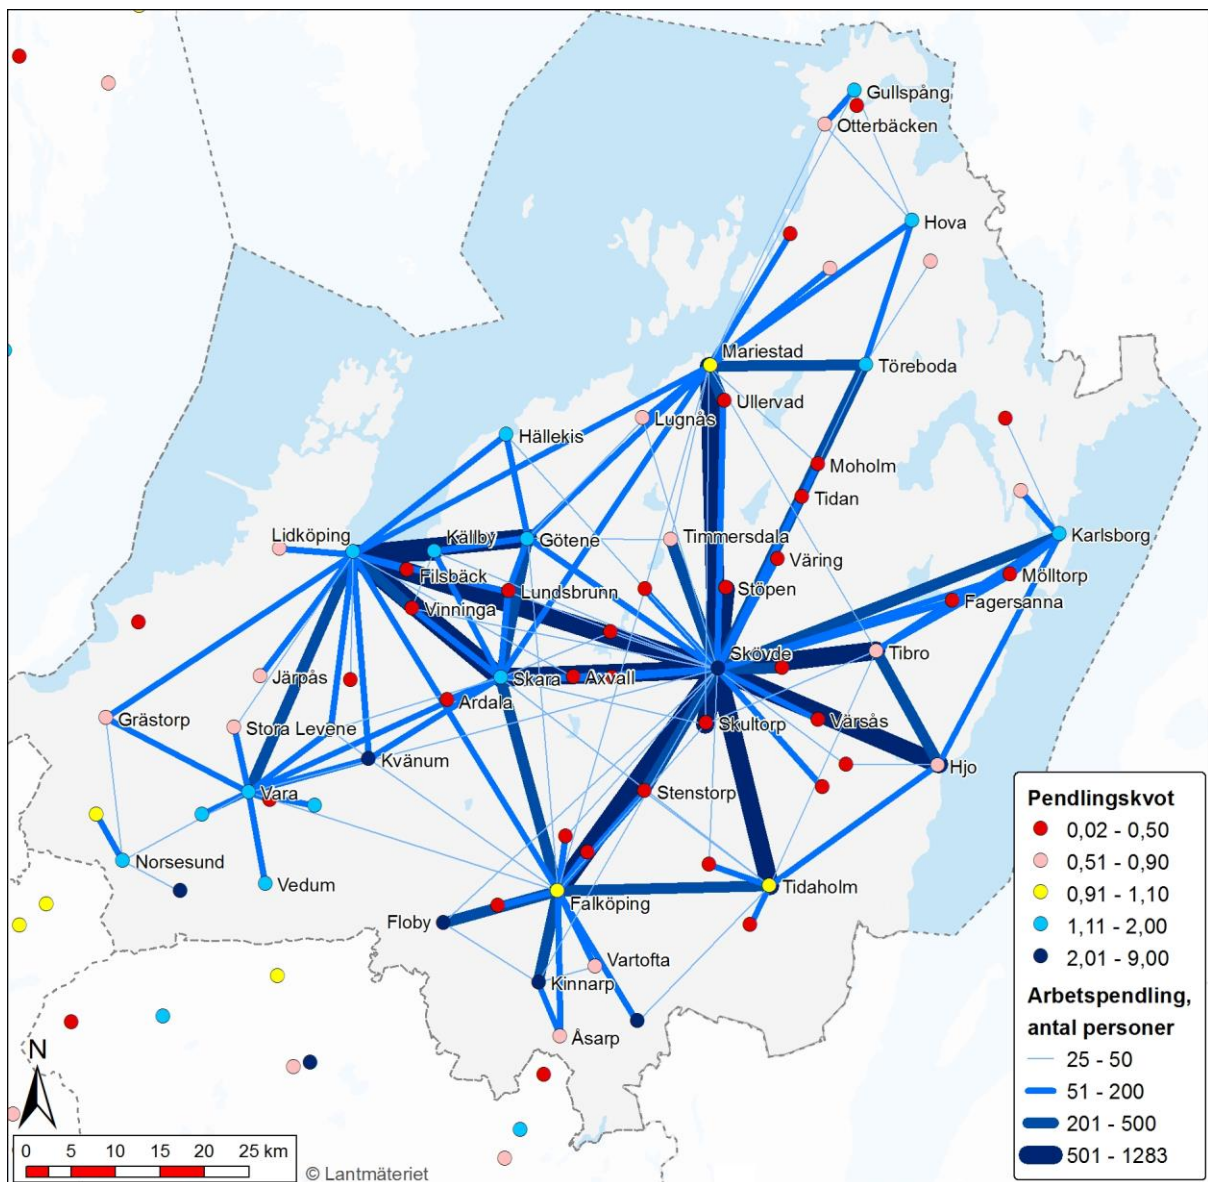 Gullspång
Otterbäcken
Hova
Mariestad
Töreboda
Ullervad
Lugnås
Hällekis
Moholm
Tidan
Lidköping
Källby
Götene
Timmersdala
Karlsborg
Väring
Filsbäck
Mölltorp
Lundsbrunn
Stöpen
Fagersanna
Vinninga
Skövde
Tibro
Järpås
Skara
Axvall
Ardala
Grästorp
Stora Levene
Skultorp
Värsås
Kvänum
Hjo
Vara
Stenstorp
Norsesund
Vedum
Tidaholm
Falköping
Floby
Vartofta
Kinnarp
Åsarp
Pendlingskvot
0,02 - 0,50
0,51 - 0,90
0,91 - 1,10
1,11 - 2,00
2,01 - 9,00
Arbetspendling,
antal personer
25 - 50
51 - 200
201 - 500
501 - 1283
N
0 5 10 15 20 25 km
© Lantmäteriet